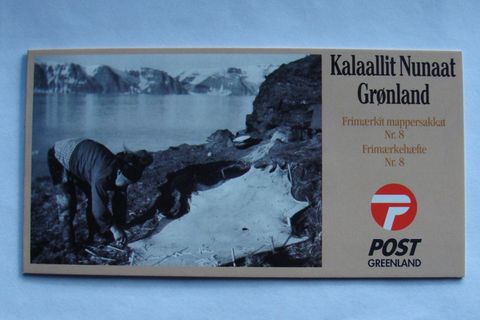 Kalaallit Nunaat
Grønland
Frimærkit mappersakkat
Nr. 8
Frimærkehæfte
Nr. 8
POST
GREENLAND